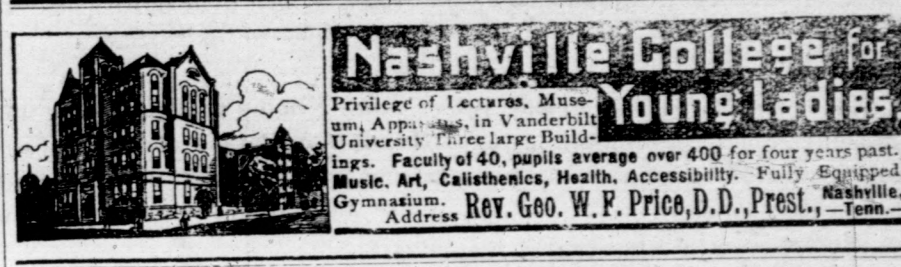 Nashville College for
Young Ladies.
Privilege of Lectures, Muse-
um, Apparatus, in Vanderbilt
University Three large Build-
ings. Faculty of 40, pupils average over 400 for four years past.
Music. Art, Calisthenics, Health. Accessibility. Fully Equipped
Gymnasium.
Address Rev. Geo. W. F. Price, D.D., Prest., Nashville,
—Tenn.—